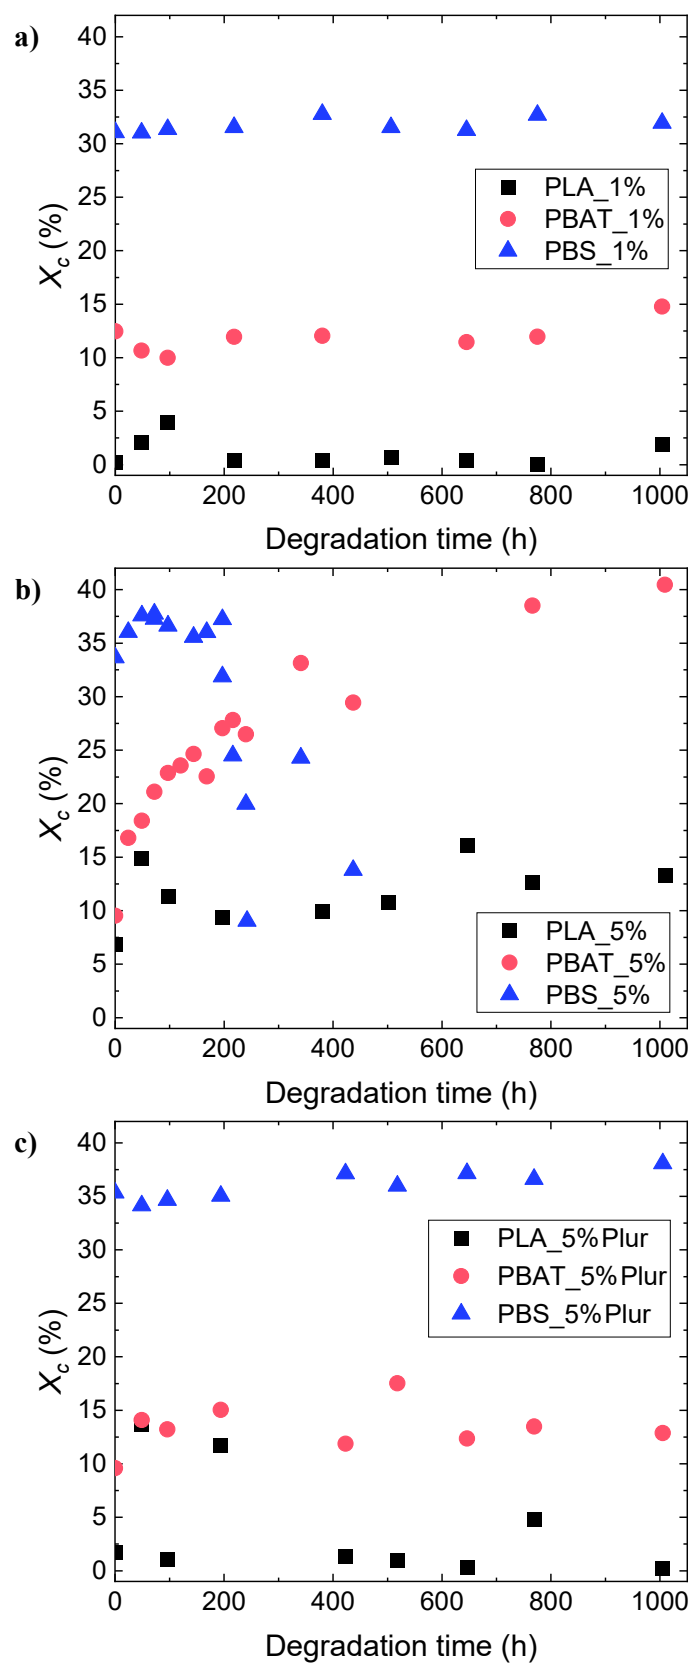 a)
40
35
30
25
20
15
10
5
0
X_c (%)
PLA_1%
PBAT_1%
PBS_1%
0 200 400 600 800 1000
Degradation time (h)
b)
40
35
30
25
20
15
10
5
0
X_c (%)
PLA_5%
PBAT_5%
PBS_5%
0 200 400 600 800 1000
Degradation time (h)
c)
40
35
30
25
20
15
10
5
0
X_c (%)
PLA_5%Plur
PBAT_5%Plur
PBS_5%Plur
0 200 400 600 800 1000
Degradation time (h)